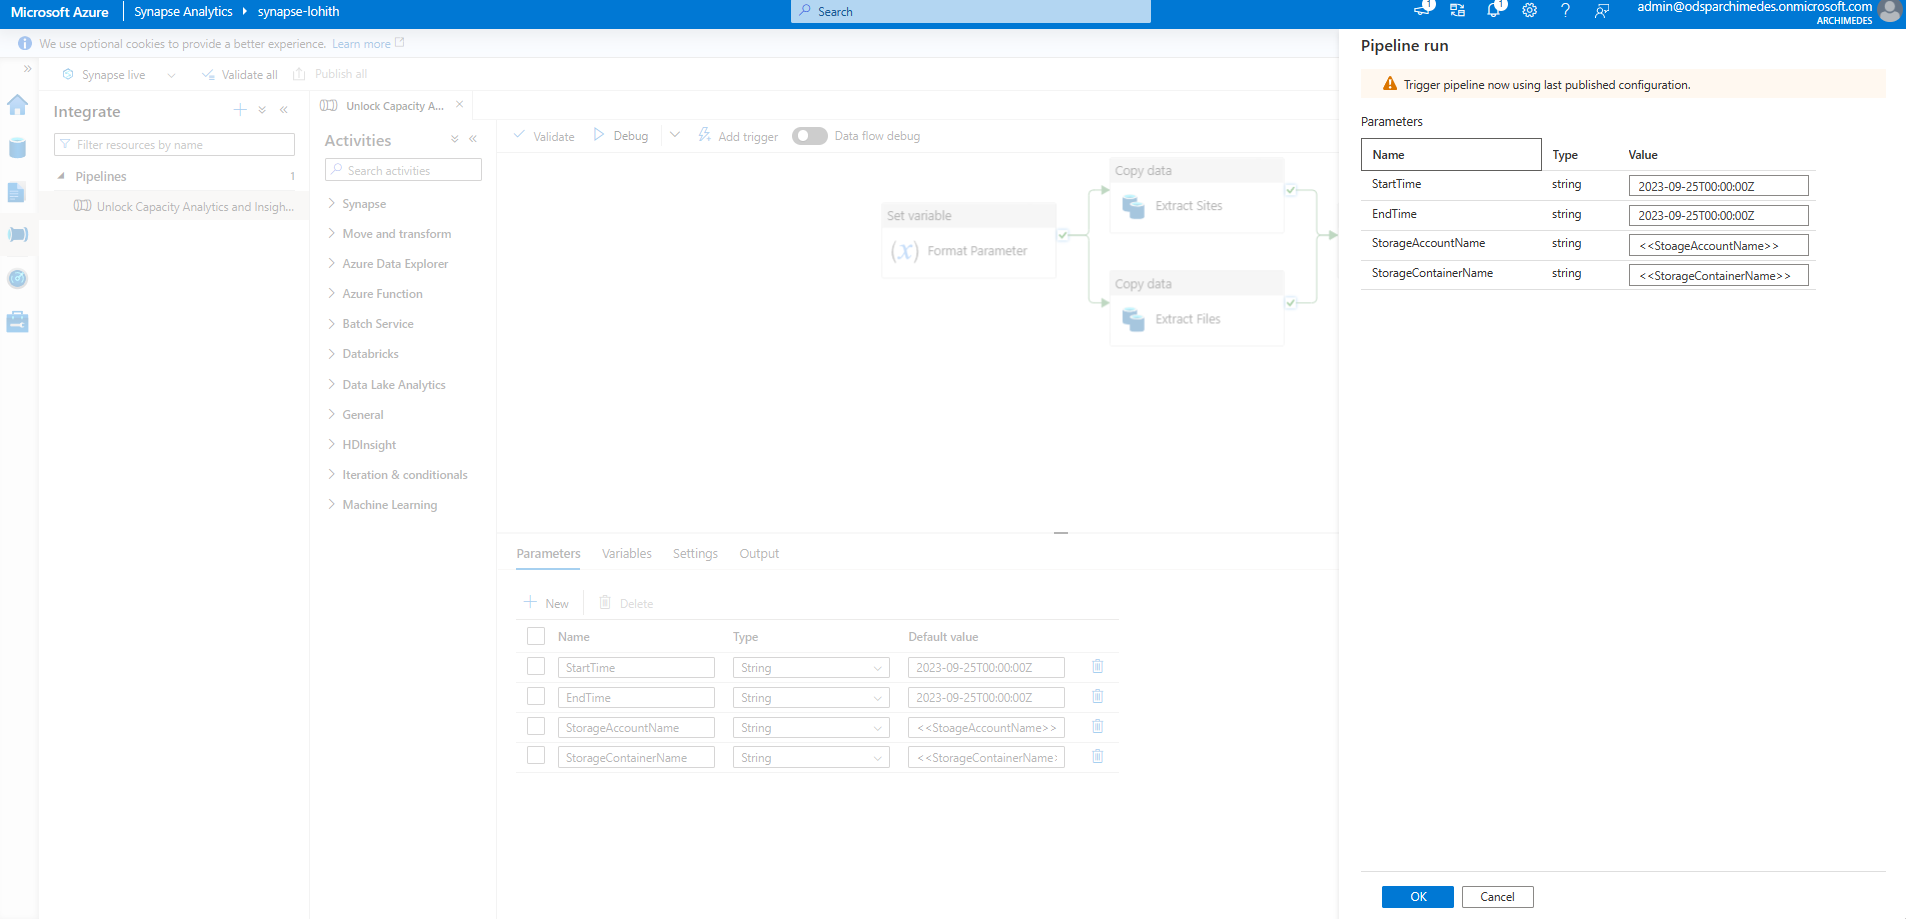 Microsoft Azure
Synapse Analytics
synapse-lohith
Search
1
1
admin@odsparchimedes.onmicrosoft.com
ARCHIMEDES
We use optional cookies to provide a better experience. Learn more
Synapse live
Validate all
Publish all
Integrate
Filter resources by name
Pipelines
1
Unlock Capacity Analytics and Insigh...
Unlock Capacity A...
Activities
Search activities
Synapse
Move and transform
Azure Data Explorer
Azure Function
Batch Service
Databricks
Data Lake Analytics
General
HDInsight
Iteration & conditionals
Machine Learning
Validate
Debug
Add trigger
Data flow debug
Set variable
(x) Format Parameter
Copy data
Extract Sites
Copy data
Extract Files
Parameters Variables Settings Output
New
Delete
Name Type Default value
StartTime String 2023-09-25T00:00:00Z
EndTime String 2023-09-25T00:00:00Z
StorageAccountName String <<StoageAccountName>>
StorageContainerName String <<StorageContainerName>
Pipeline run
Trigger pipeline now using last published configuration.
Parameters
Name Type Value
StartTime string 2023-09-25T00:00:00Z
EndTime string 2023-09-25T00:00:00Z
StorageAccountName string <<StoageAccountName>>
StorageContainerName string <<StorageContainerName>>
OK
Cancel